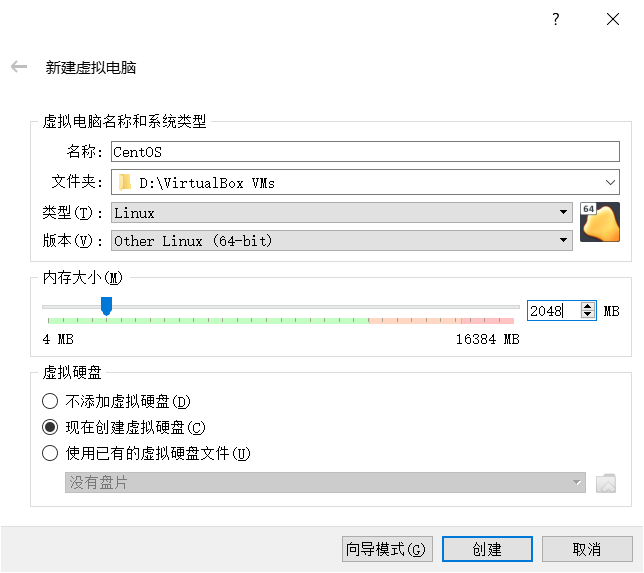 ?
新建虚拟电脑
虚拟电脑名称和系统类型
名称: CentOS
文件夹: D:\VirtualBox VMs
类型(T): Linux
64
版本(V): Other Linux (64-bit)
内存大小(M)
2048 MB
4 MB 16384 MB
虚拟硬盘
不添加虚拟硬盘(D)
现在创建虚拟硬盘(C)
使用已有的虚拟硬盘文件(U)
没有盘片
向导模式(G) 创建 取消